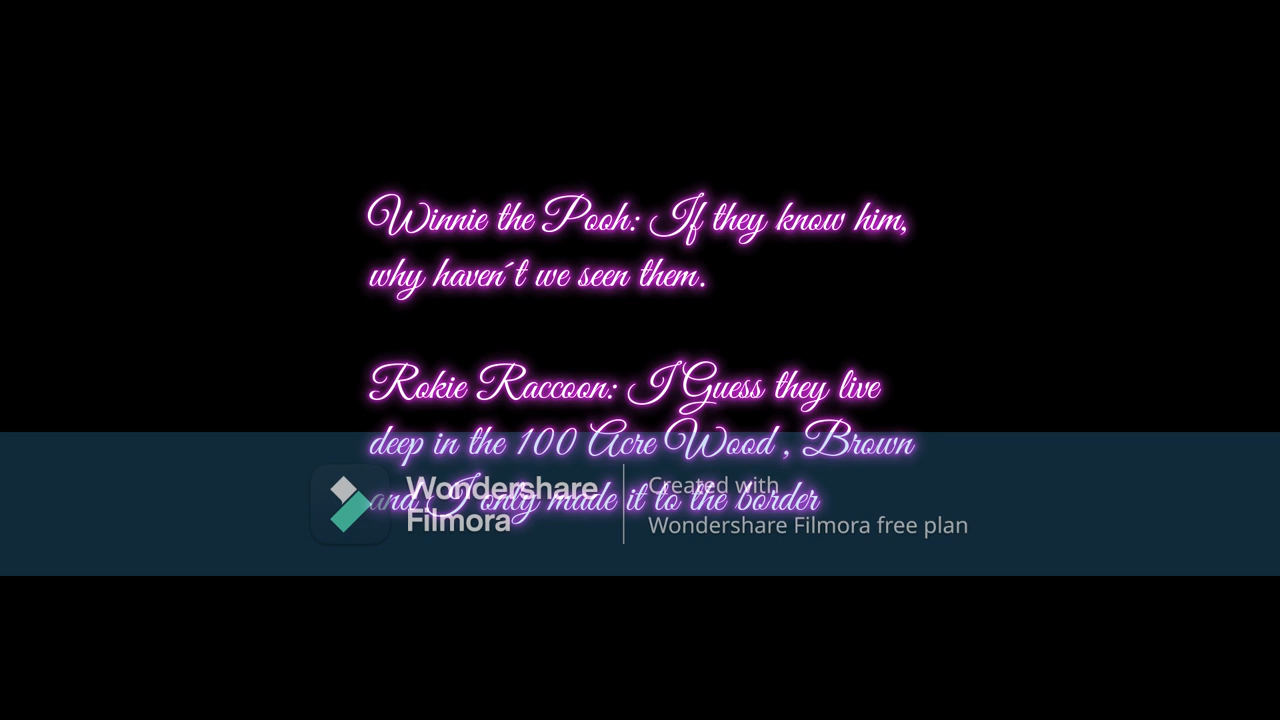 Winnie the Pooh: If they know him,
why haven´t we seen them.
Rokie Raccoon: I Guess they live
deep in the 100 Acre Wood , Brown
and I only made it to the border
Wondershare
Filmora
Created with
Wondershare Filmora free plan